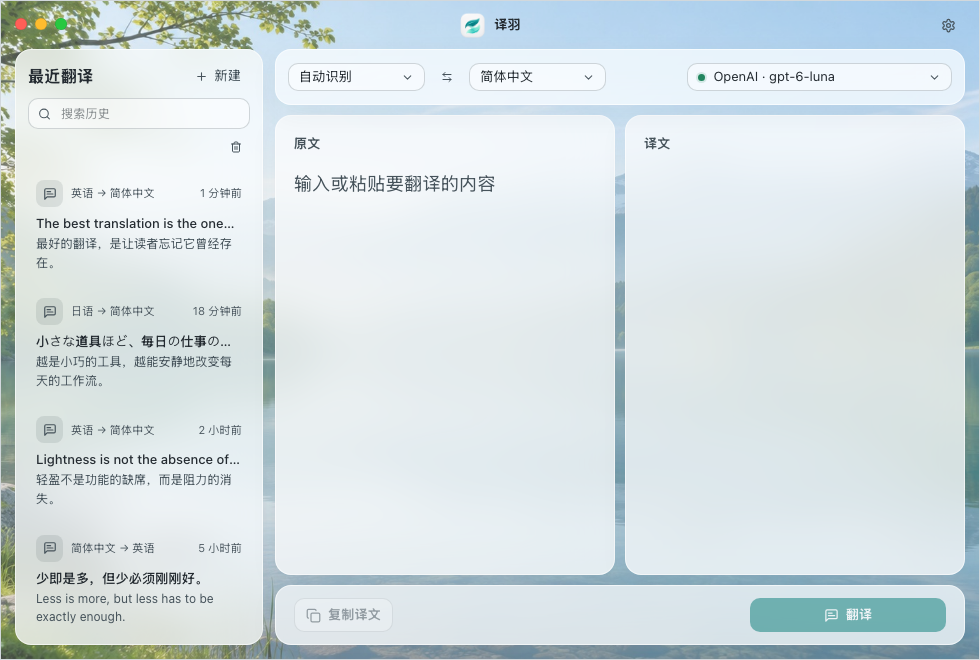 译羽
最近翻译
新建
搜索历史
英语 → 简体中文 1 分钟前
The best translation is the one...
最好的翻译，是让读者忘记它曾经存
在。
日语 → 简体中文 18 分钟前
小さな道具ほど、毎日の仕事の...
越是小巧的工具，越能安静地改变每
天的工作流。
英语 → 简体中文 2 小时前
Lightness is not the absence of...
轻盈不是功能的缺席，而是阻力的消
失。
简体中文 → 英语 5 小时前
少即是多，但少必须刚刚好。
Less is more, but less has to be
exactly enough.
自动识别
简体中文
OpenAI · gpt-6-luna
原文
输入或粘贴要翻译的内容
译文
复制译文
翻译